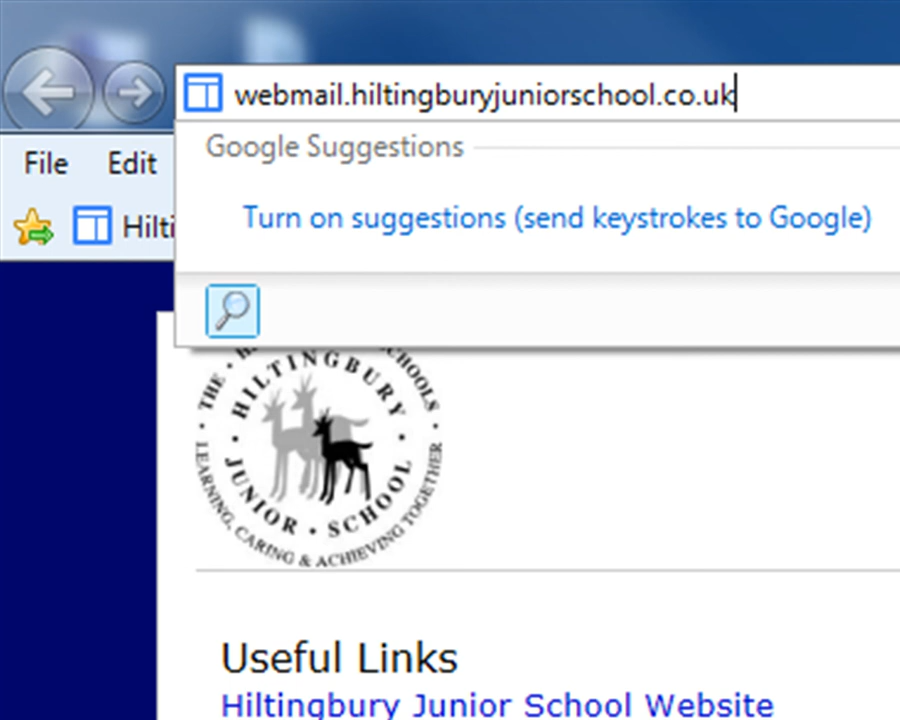 webmail.hiltingburyjuniorschool.co.uk
Google Suggestions
File Edit
Turn on suggestions (send keystrokes to Google)
Hilti
THE · SCHOOLS ·
· HILTINGBURY ·
JUNIOR · SCHOOL
LEARNING, CARING & ACHIEVING TOGETHER
Useful Links
Hiltingbury Junior School Website